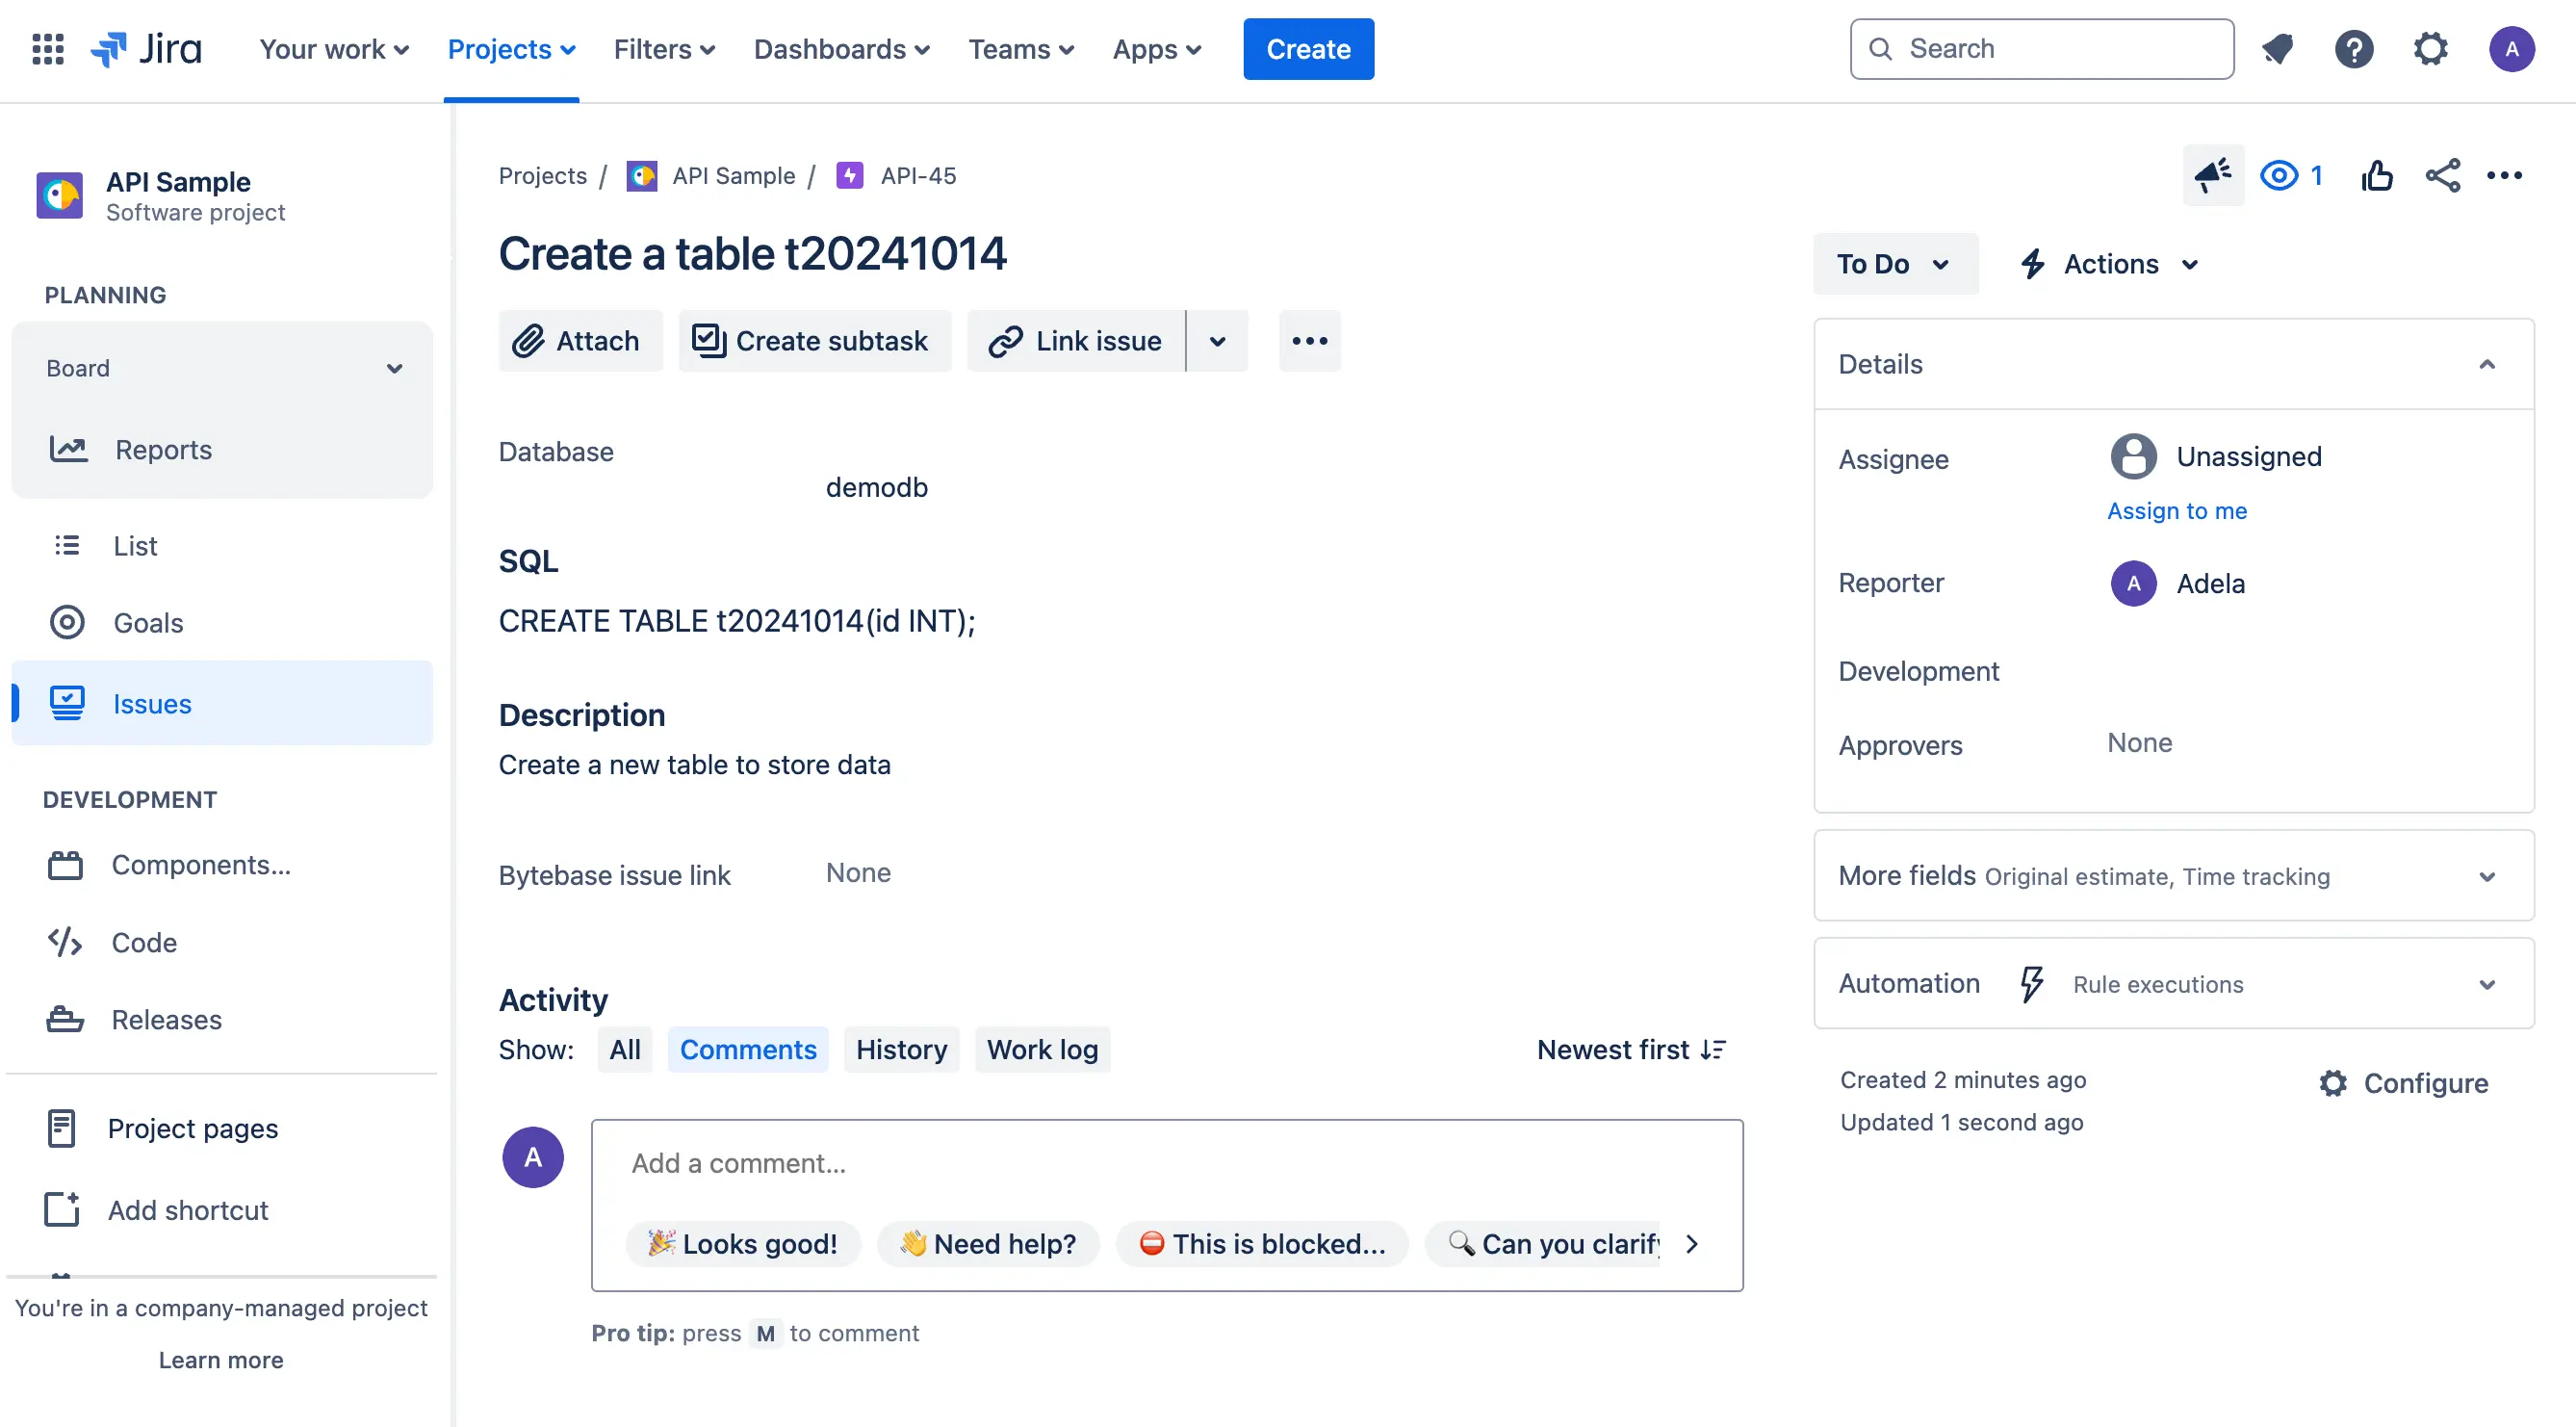 Jira Your work Projects Filters Dashboards Teams Apps Create Search A
API Sample
Software project
PLANNING
Board
Reports
List
Goals
Issues
DEVELOPMENT
Components...
Code
Releases
Project pages
Add shortcut
You're in a company-managed project
Learn more
Projects / API Sample / API-45
1
Create a table t20241014
Attach Create subtask Link issue
Database
demodb
SQL
CREATE TABLE t20241014(id INT);
Description
Create a new table to store data
Bytebase issue link None
Activity
Show: All Comments History Work log Newest first
A
Add a comment...
Looks good! Need help? This is blocked... Can you clarify
Pro tip: press M to comment
To Do Actions
Details
Assignee Unassigned
Assign to me
Reporter A Adela
Development
Approvers None
More fields Original estimate, Time tracking
Automation Rule executions
Created 2 minutes ago Configure
Updated 1 second ago